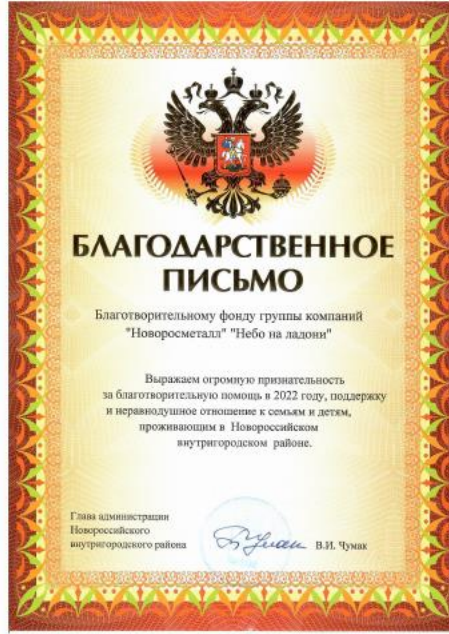 БЛАГОДАРСТВЕННОЕ
ПИСЬМО
Благотворительному фонду группы компаний
"Новоросметалл" "Небо на ладони"
Выражаем огромную признательность
за благотворительную помощь в 2022 году, поддержку
и неравнодушное отношение к семьям и детям,
проживающим в Новороссийском
внутригородском районе.
Глава администрации
Новороссийского
внутригородского района
В.И. Чумак